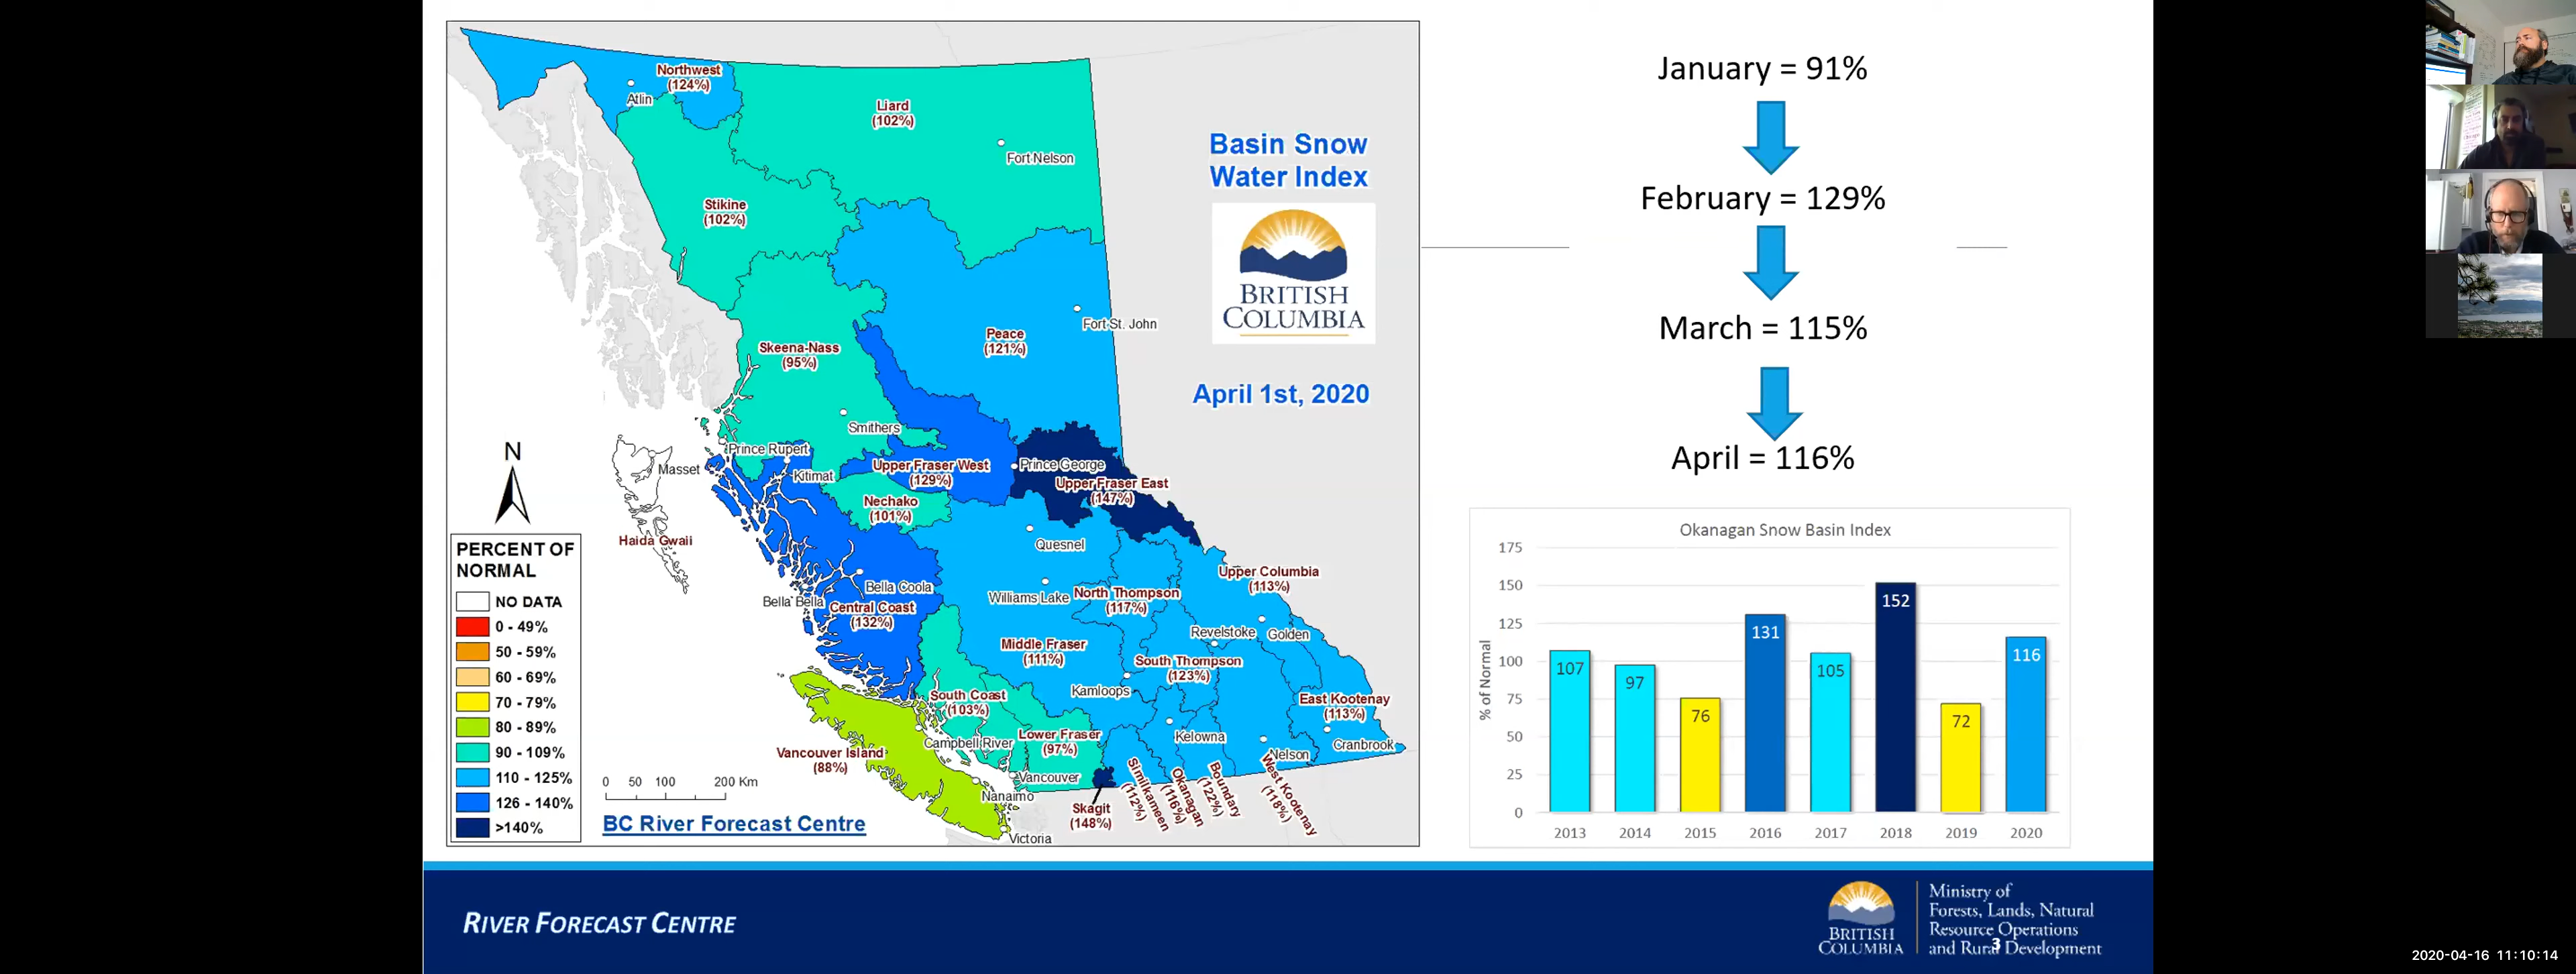 Northwest
(124%)
Atlin
Liard
(102%)
Fort Nelson
Stikine
(102%)
Basin Snow
Water Index
BRITISH
COLUMBIA
April 1st, 2020
Peace
(121%)
Fort St. John
Skeena-Nass
(95%)
Smithers
Prince Rupert
Kitimat
Masset
Haida Gwaii
Upper Fraser West
(129%)
Prince George
Upper Fraser East
(147%)
Nechako
(101%)
Quesnel
Bella Coola
Bella Bella
Central Coast
(132%)
Williams Lake
North Thompson
(117%)
Upper Columbia
(113%)
Revelstoke
Golden
Middle Fraser
(111%)
South Thompson
(123%)
Kamloops
South Coast
(103%)
East Kootenay
(113%)
Campbell River
Lower Fraser
(97%)
Kelowna
Nelson
Cranbrook
Vancouver Island
(88%)
Vancouver
Nanaimo
Victoria
Skagit
(148%)
Similkameen
(112%)
Okanagan
(116%)
Boundary
(122%)
West Kootenay
(118%)
N
PERCENT OF
NORMAL
NO DATA
0 - 49%
50 - 59%
60 - 69%
70 - 79%
80 - 89%
90 - 109%
110 - 125%
126 - 140%
>140%
0 50 100 200 Km
BC River Forecast Centre
January = 91%
February = 129%
March = 115%
April = 116%
Okanagan Snow Basin Index
% of Normal
175
150
125
100
75
50
25
0
107
97
76
131
105
152
72
116
2013 2014 2015 2016 2017 2018 2019 2020
RIVER FORECAST CENTRE
BRITISH
COLUMBIA
Ministry of
Forests, Lands, Natural
Resource Operations
and Rural Development
3
2020-04-16 11:10:14